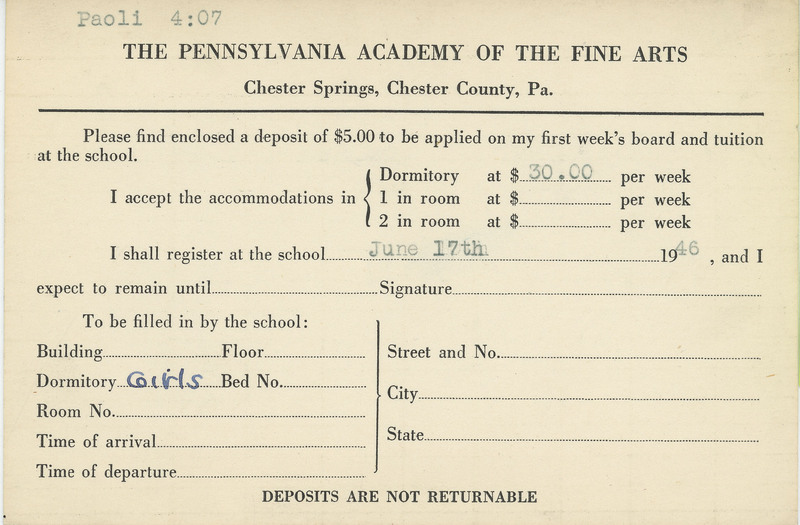 Paoli 4:07
THE PENNSYLVANIA ACADEMY OF THE FINE ARTS
Chester Springs, Chester County, Pa.
Please find enclosed a deposit of $5.00 to be applied on my first week's board and tuition
at the school.
I accept the accommodations in
Dormitory at $ 30.00 per week
1 in room at $ per week
2 in room at $ per week
I shall register at the school June 17th 1946 , and I
expect to remain until Signature
To be filled in by the school:
Building Floor
Dormitory Girls Bed No.
Room No.
Time of arrival
Time of departure
Street and No.
City
State
DEPOSITS ARE NOT RETURNABLE